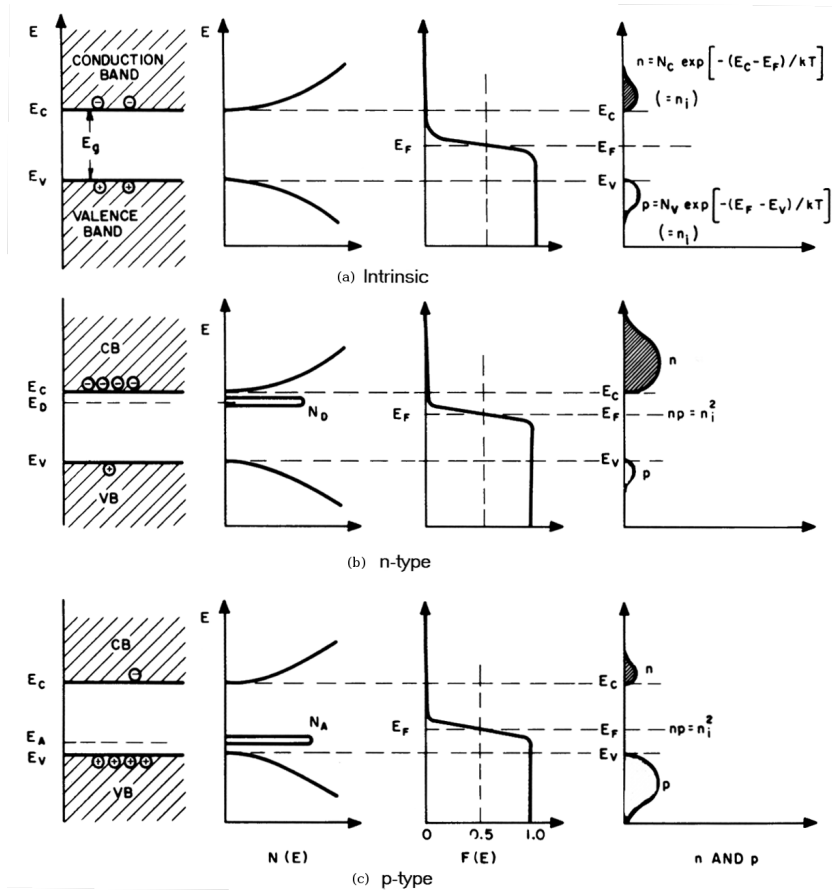 E
CONDUCTION
BAND
E_C
E_g
E_V
VALENCE
BAND
E
E_F
n = N_C exp[-(E_C-E_F)/kT]
(=n_i)
E_C
E_F
E_V
p = N_V exp[-(E_F-E_V)/kT]
(=n_i)
(a) Intrinsic
CB
E_C
E_D
E_V
VB
E
N_D
E_F
n
E_C
E_F
np = n_i^2
E_V
p
(b) n-type
CB
E_C
E_A
E_V
VB
E
N_A
E_F
n
E_C
E_F
np = n_i^2
E_V
p
0 0.5 1.0
N(E)
F(E)
n AND p
(c) p-type